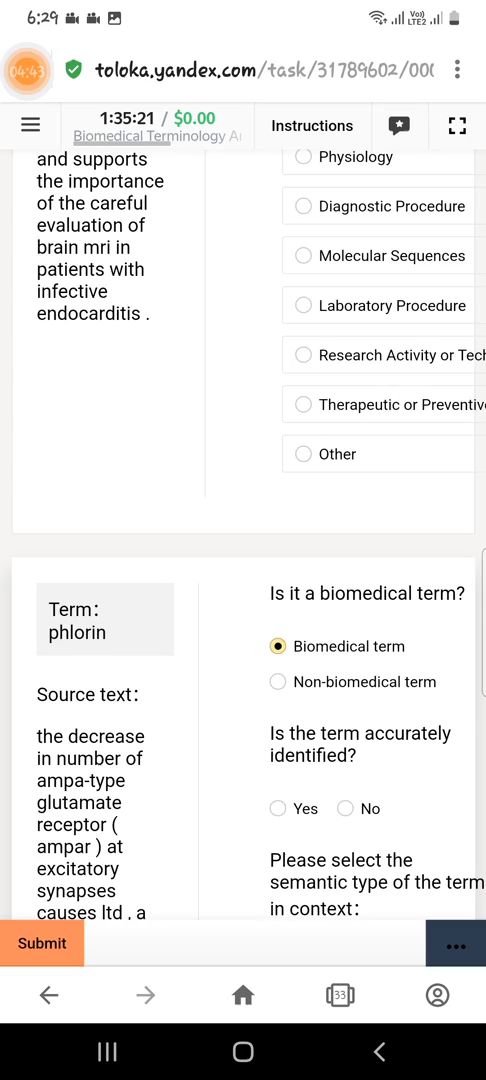 6:29
Vo)) LTE2
04:43
toloka.yandex.com/task/31789602/00(
1:35:21 / $0.00
Biomedical Terminology A
Instructions
and supports
the importance
of the careful
evaluation of
brain mri in
patients with
infective
endocarditis .
Physiology
Diagnostic Procedure
Molecular Sequences
Laboratory Procedure
Research Activity or Tech
Therapeutic or Preventive
Other
Term:
phlorin
Source text:
the decrease
in number of
ampa-type
glutamate
receptor (
ampar ) at
excitatory
synapses
causes ltd , a
Is it a biomedical term?
Biomedical term
Non-biomedical term
Is the term accurately
identified?
Yes No
Please select the
semantic type of the term
in context:
Submit
...
33